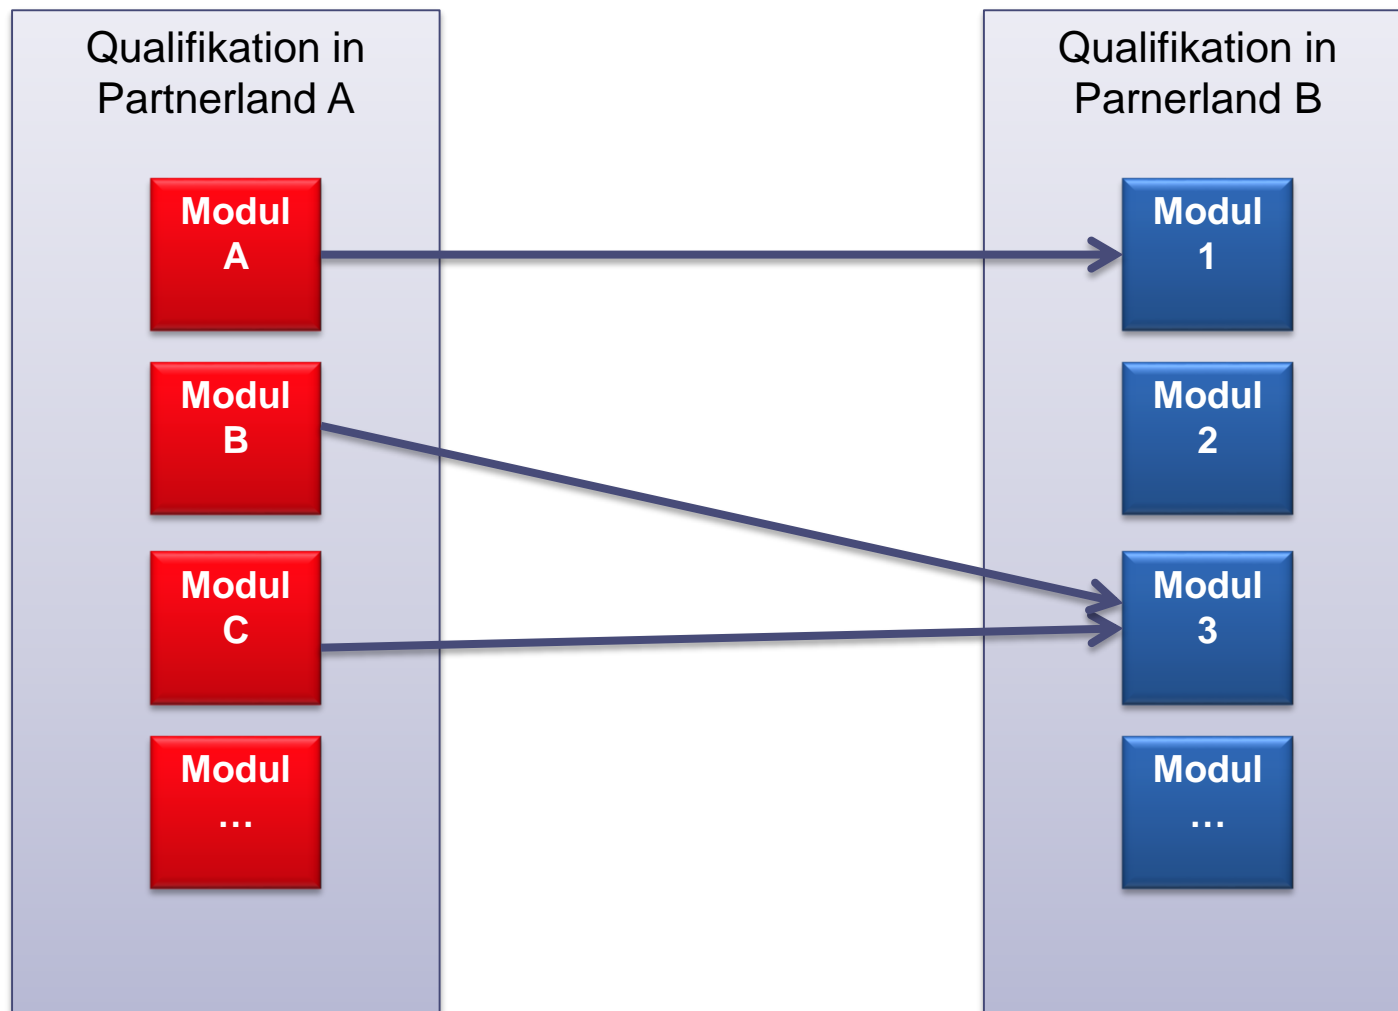 Qualifikation in
Partnerland A
Modul
A
Modul
B
Modul
C
Modul
…
Qualifikation in
Parnerland B
Modul
1
Modul
2
Modul
3
Modul
…